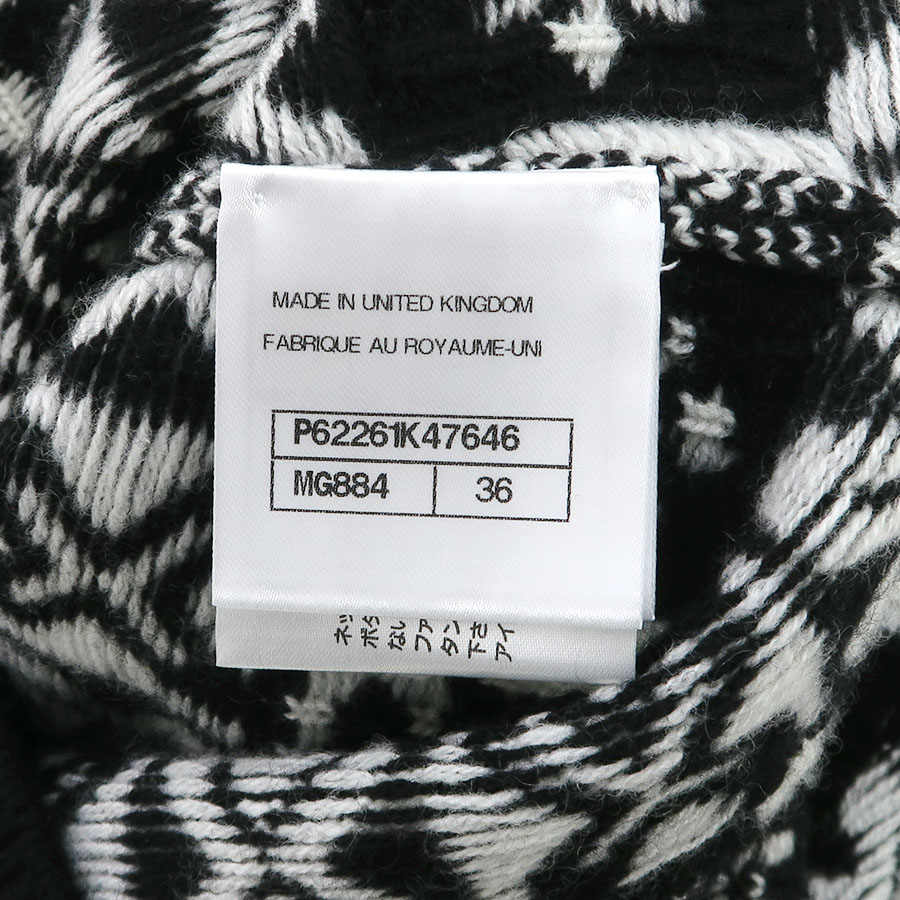 MADE IN UNITED KINGDOM
FABRIQUE AU ROYAUME-UNI
P62261K47646
MG884 36